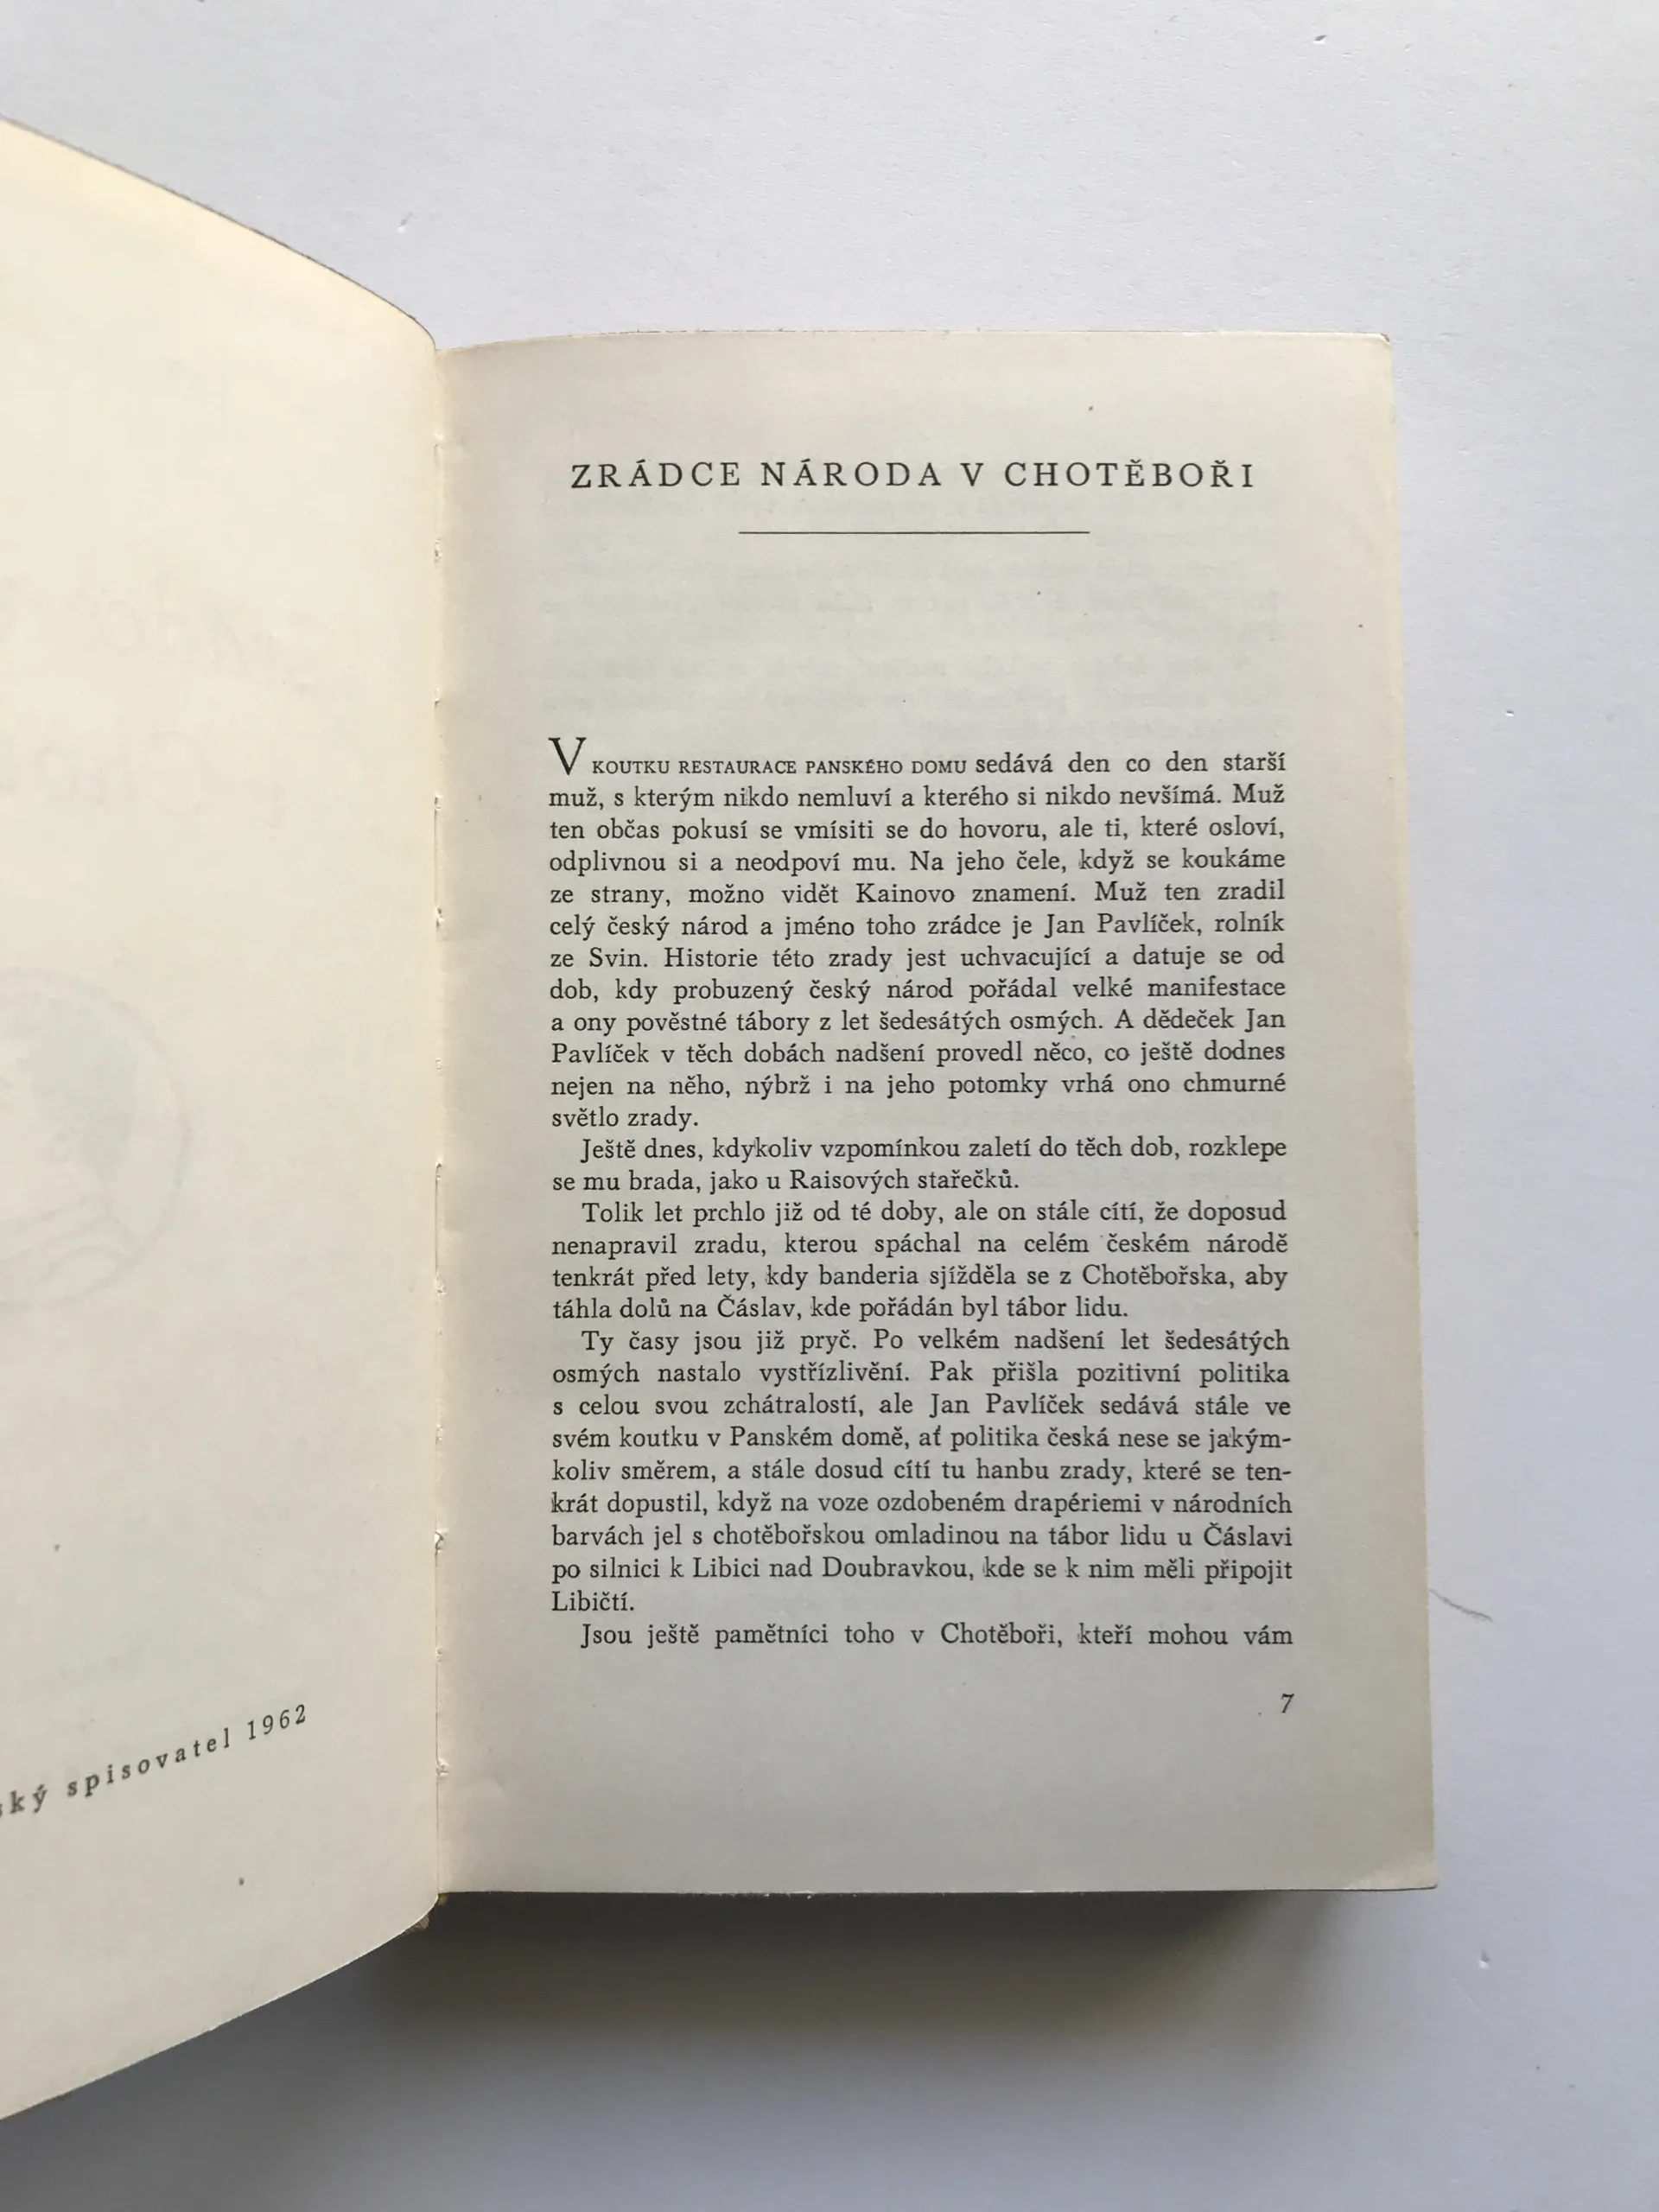 ský spisovatel 1962
ZRÁDCE NÁRODA V CHOTĚBOŘI
V KOUTKU RESTAURACE PANSKÉHO DOMU sedává den co den starší
muž, s kterým nikdo nemluví a kterého si nikdo nevšímá. Muž
ten občas pokusí se vmísiti se do hovoru, ale ti, které osloví,
odplivnou si a neodpoví mu. Na jeho čele, když se koukáme
ze strany, možno vidět Kainovo znamení. Muž ten zradil
celý český národ a jméno toho zrádce je Jan Pavlíček, rolník
ze Svin. Historie této zrady jest uchvacující a datuje se od
dob, kdy probuzený český národ pořádal velké manifestace
a ony pověstné tábory z let šedesátých osmých. A dědeček Jan
Pavlíček v těch dobách nadšení provedl něco, co ještě dodnes
nejen na něho, nýbrž i na jeho potomky vrhá ono chmurné
světlo zrady.
Ještě dnes, kdykoliv vzpomínkou zaletí do těch dob, rozklepe
se mu brada, jako u Raisových stařečků.
Tolik let prchlo již od té doby, ale on stále cítí, že doposud
nenapravil zradu, kterou spáchal na celém českém národě
tenkrát před lety, kdy banderia sjížděla se z Chotěbořska, aby
táhla dolů na Čáslav, kde pořádán byl tábor lidu.
Ty časy jsou již pryč. Po velkém nadšení let šedesátých
osmých nastalo vystřízlivění. Pak přišla pozitivní politika
s celou svou zchátralostí, ale Jan Pavlíček sedává stále ve
svém koutku v Panském domě, ať politika česká nese se jakým-
koliv směrem, a stále dosud cítí tu hanbu zrady, které se ten-
krát dopustil, když na voze ozdobeném drapériemi v národních
barvách jel s chotěbořskou omladinou na tábor lidu u Čáslavi
po silnici k Libici nad Doubravkou, kde se k nim měli připojit
Libičtí.
Jsou ještě pamětníci toho v Chotěboři, kteří mohou vám
7